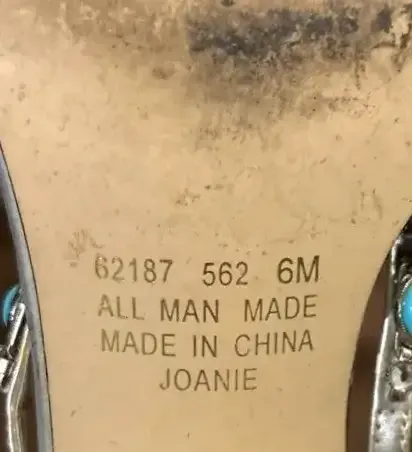 62187 562 6M
ALL MAN MADE
MADE IN CHINA
JOANIE